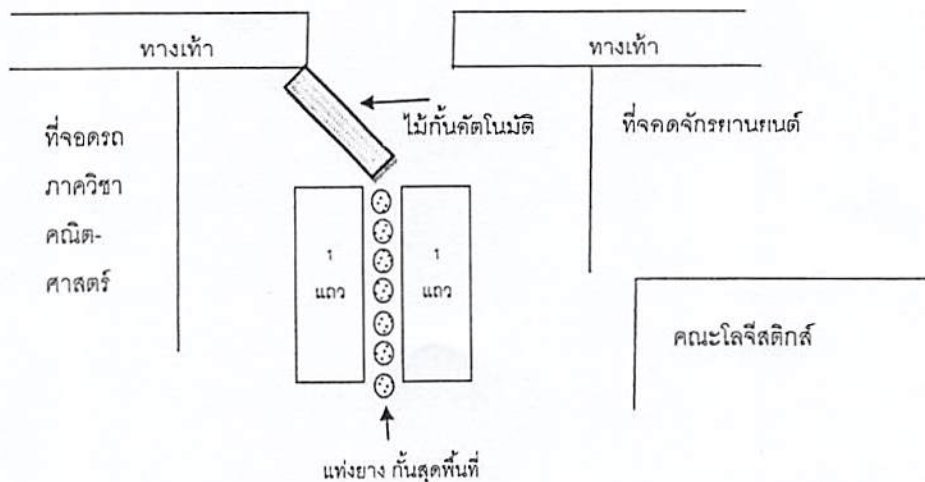 ทางเท้า
ทางเท้า
ไม้กั้นอัตโนมัติ
ที่จอดรถ
ภาควิชา
คณิต-
ศาสตร์
ที่จอดจักรยานยนต์
1
แถว
1
แถว
คณะโลจีสติกส์
แท่งยาง กั้นสุดพื้นที่